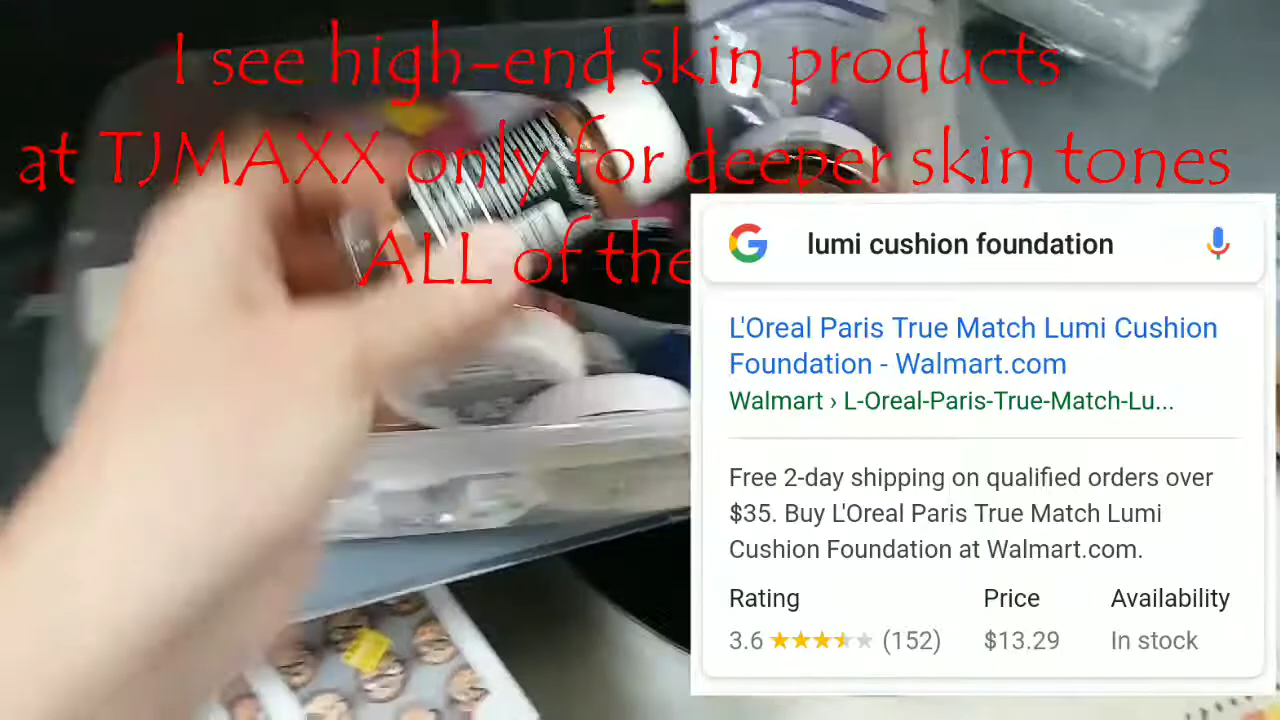 I see high-end skin products
at TJMAXX only for deeper skin tones
ALL of the
lumi cushion foundation
L'Oreal Paris True Match Lumi Cushion
Foundation - Walmart.com
Walmart › L-Oreal-Paris-True-Match-Lu...
Free 2-day shipping on qualified orders over
$35. Buy L'Oreal Paris True Match Lumi
Cushion Foundation at Walmart.com.
Rating Price Availability
3.6 ★★★★★ (152) $13.29 In stock